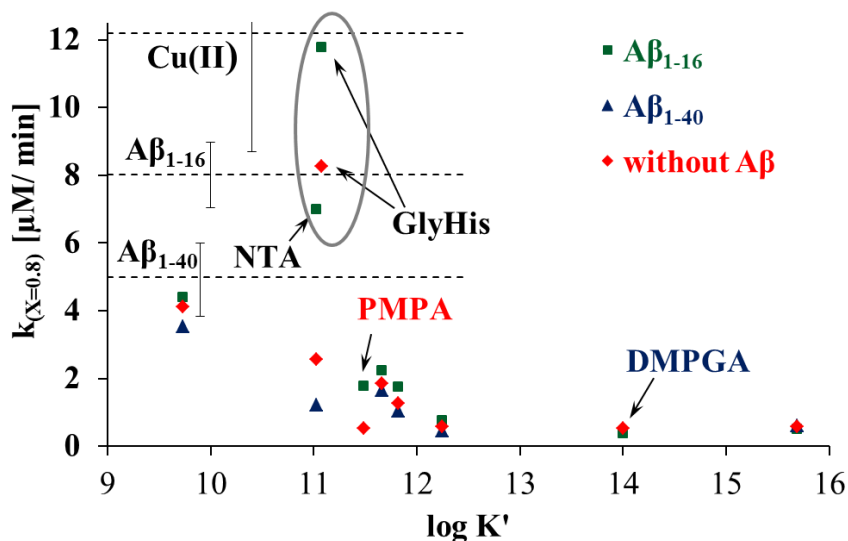 k(X=0.8) [µM/ min]
12
10
8
6
4
2
0
Cu(II)
Aβ1-16
Aβ1-40
NTA
GlyHis
PMPA
DMPGA
Aβ1-16
Aβ1-40
without Aβ
9
10
11
12
13
14
15
16
log K'